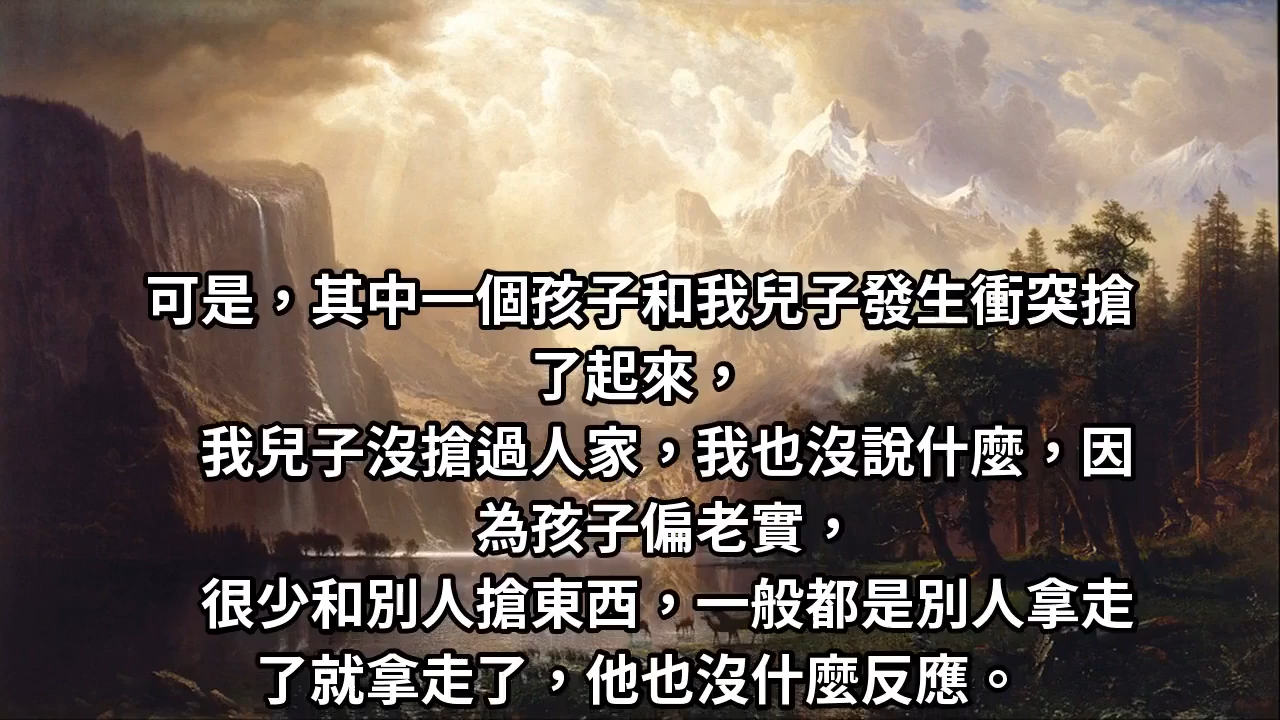 可是，其中一個孩子和我兒子發生衝突搶
了起來，
我兒子沒搶過人家，我也沒說什麼，因
為孩子偏老實，
很少和別人搶東西，一般都是別人拿走
了就拿走了，他也沒什麼反應。